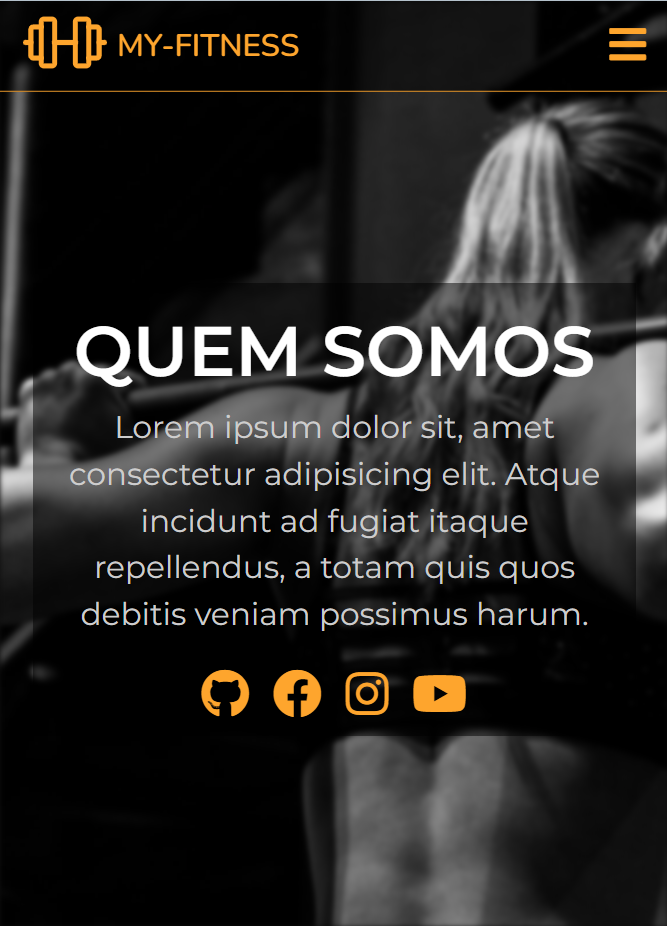 MY-FITNESS
QUEM SOMOS
Lorem ipsum dolor sit, amet
consectetur adipisicing elit. Atque
incidunt ad fugiat itaque
repellendus, a totam quis quos
debitis veniam possimus harum.